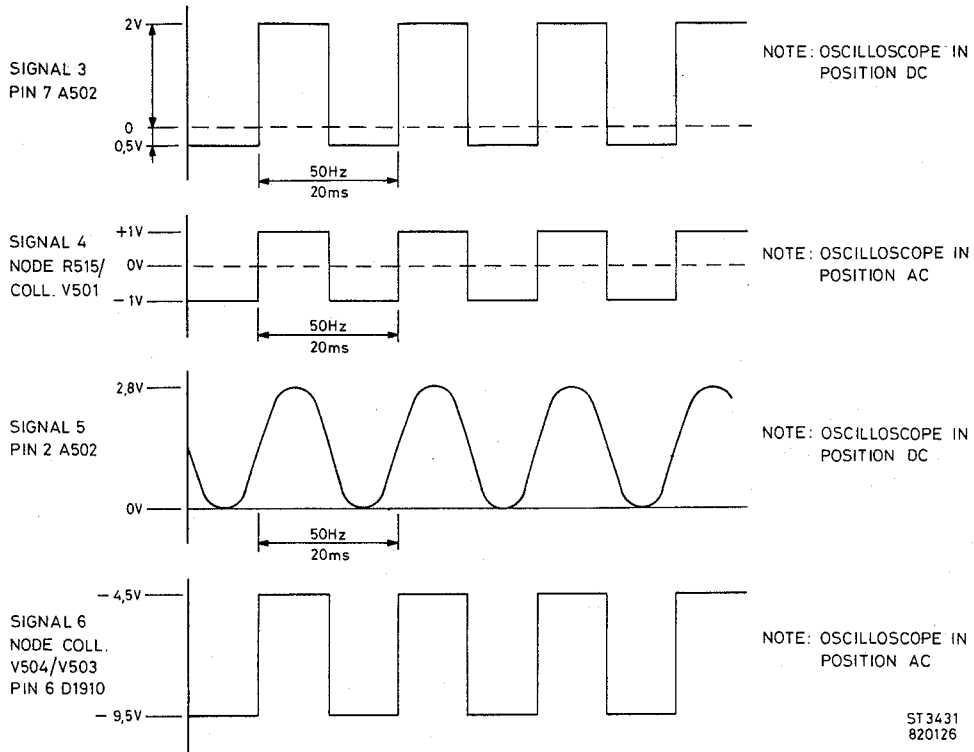 2V
SIGNAL 3
PIN 7 A502
0
0,5V
50Hz
20ms
NOTE: OSCILLOSCOPE IN
POSITION DC
SIGNAL 4
NODE R515/
COLL. V501
+1V
0V
-1V
50Hz
20ms
NOTE: OSCILLOSCOPE IN
POSITION AC
SIGNAL 5
PIN 2 A502
2,8V
0V
50Hz
20ms
NOTE: OSCILLOSCOPE IN
POSITION DC
SIGNAL 6
NODE COLL.
V504/V503
PIN 6 D1910
-4,5V
-9,5V
NOTE: OSCILLOSCOPE IN
POSITION AC
ST3431
820126